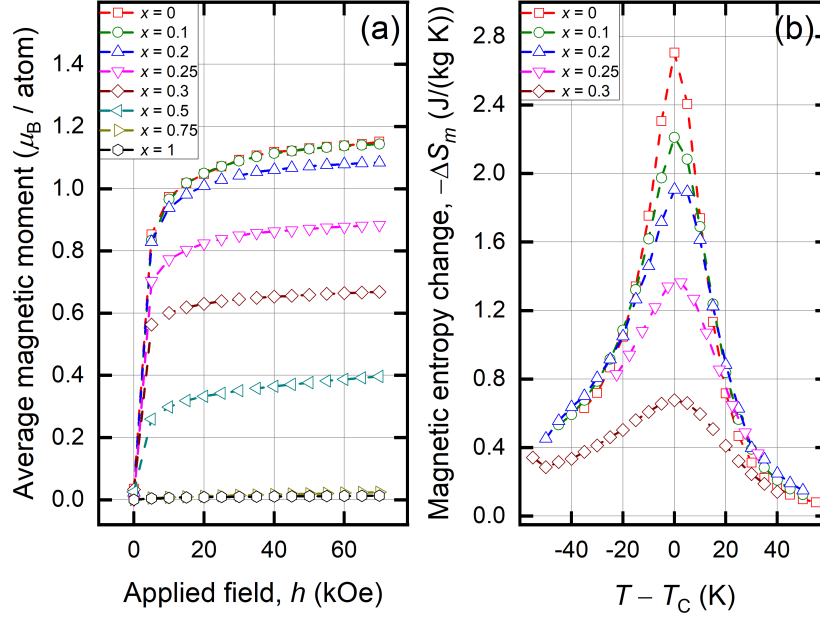 (a)
x = 0
x = 0.1
x = 0.2
x = 0.25
x = 0.3
x = 0.5
x = 0.75
x = 1
Average magnetic moment (μB / atom)
1.4
1.2
1.0
0.8
0.6
0.4
0.2
0.0
0 20 40 60
Applied field, h (kOe)
(b)
x = 0
x = 0.1
x = 0.2
x = 0.25
x = 0.3
Magnetic entropy change, −ΔSm (J/(kg K))
2.8
2.4
2.0
1.6
1.2
0.8
0.4
0.0
-40 -20 0 20 40
T − TC (K)